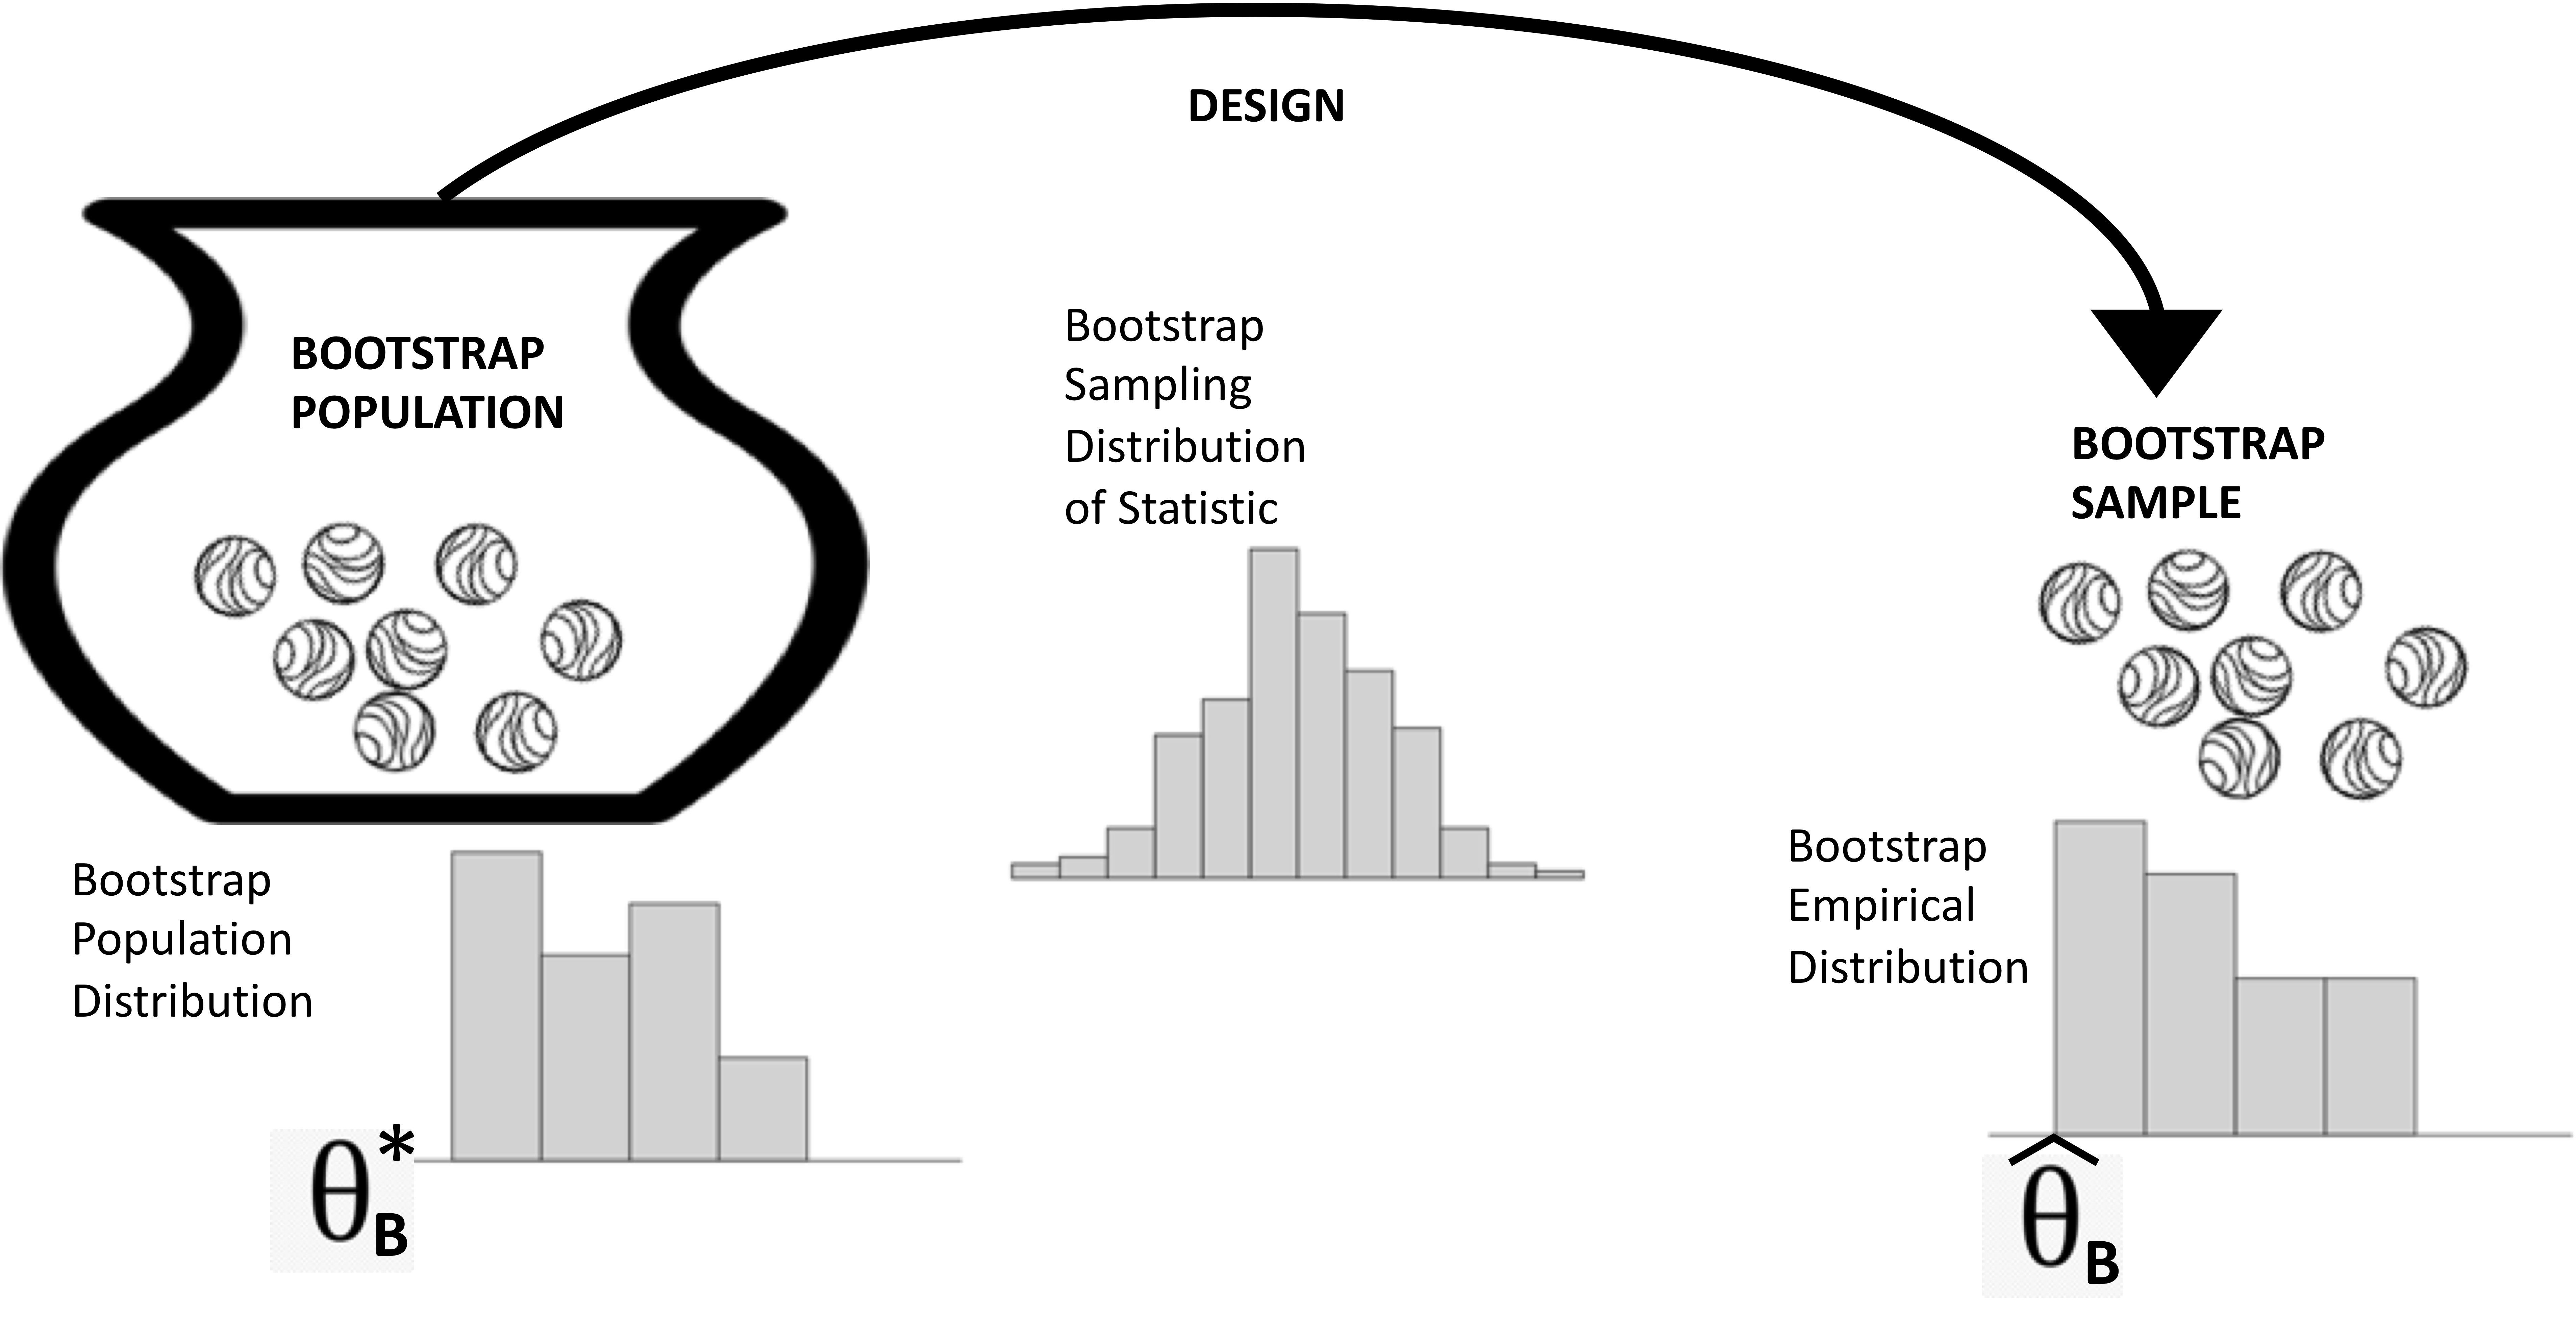 DESIGN
BOOTSTRAP
POPULATION
Bootstrap
Sampling
Distribution
of Statistic
BOOTSTRAP
SAMPLE
Bootstrap
Population
Distribution
θ*B
Bootstrap
Empirical
Distribution
θ̂B